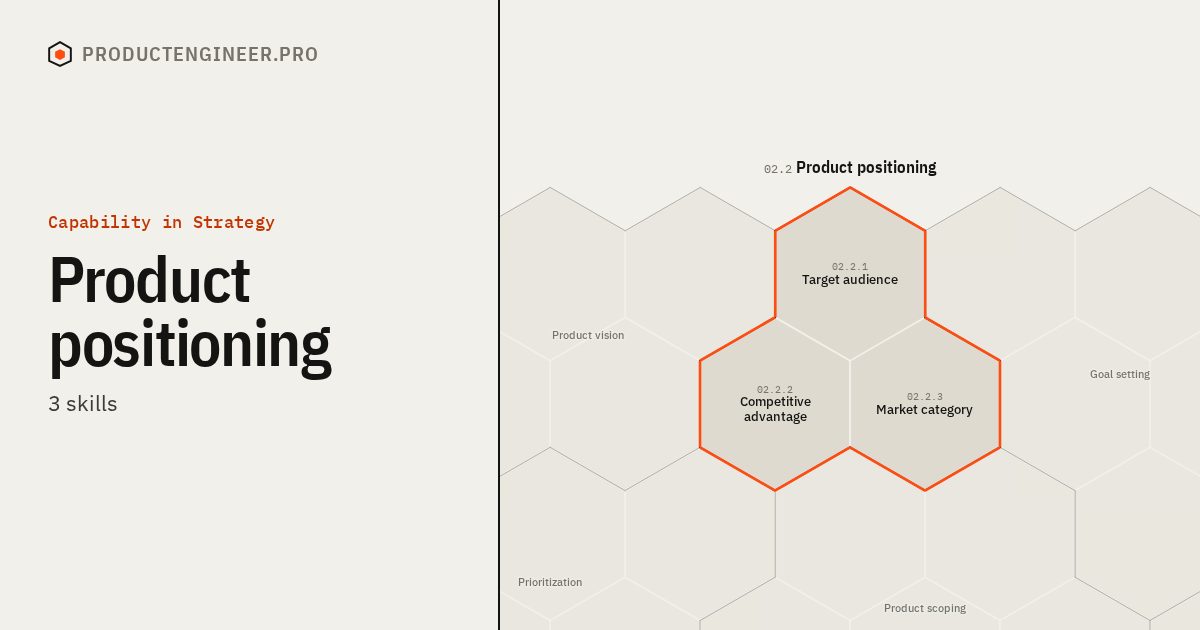 PRODUCTENGINEER.PRO
Capability in Strategy
Product
positioning
3 skills
02.2 Product positioning
02.2.1
Target audience
Product vision
Goal setting
02.2.2
Competitive
advantage
02.2.3
Market category
Prioritization
Product scoping